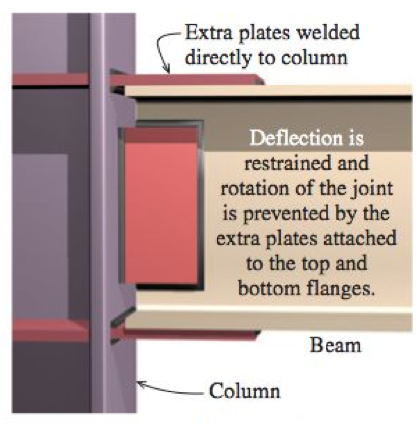 Extra plates welded
directly to column
Deflection is
restrained and
rotation of the joint
is prevented by the
extra plates attached
to the top and
bottom flanges.
Beam
Column